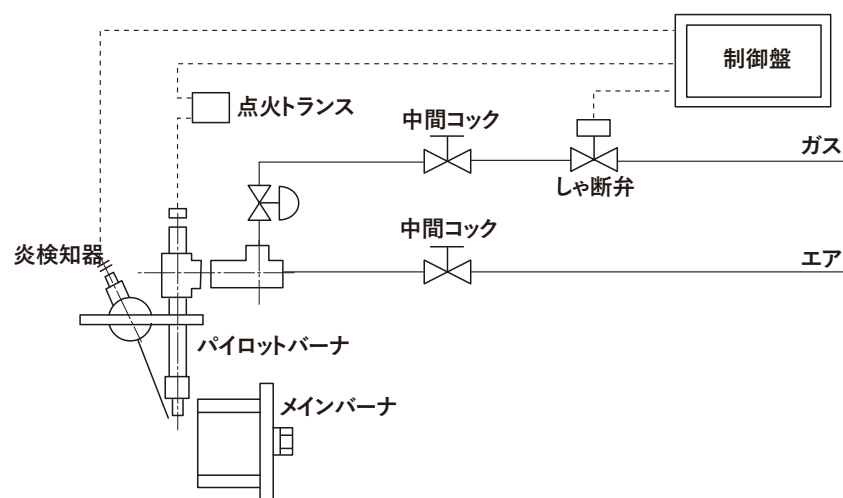 制御盤
点火トランス
中間コック
ガス
しゃ断弁
中間コック
炎検知器
エア
パイロットバーナ
メインバーナ